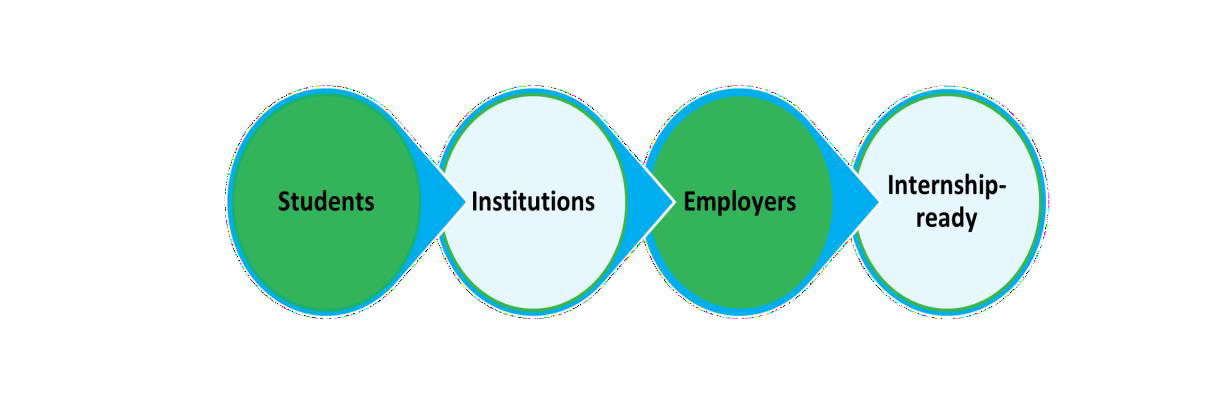 Students
Institutions
Employers
Internship-
ready